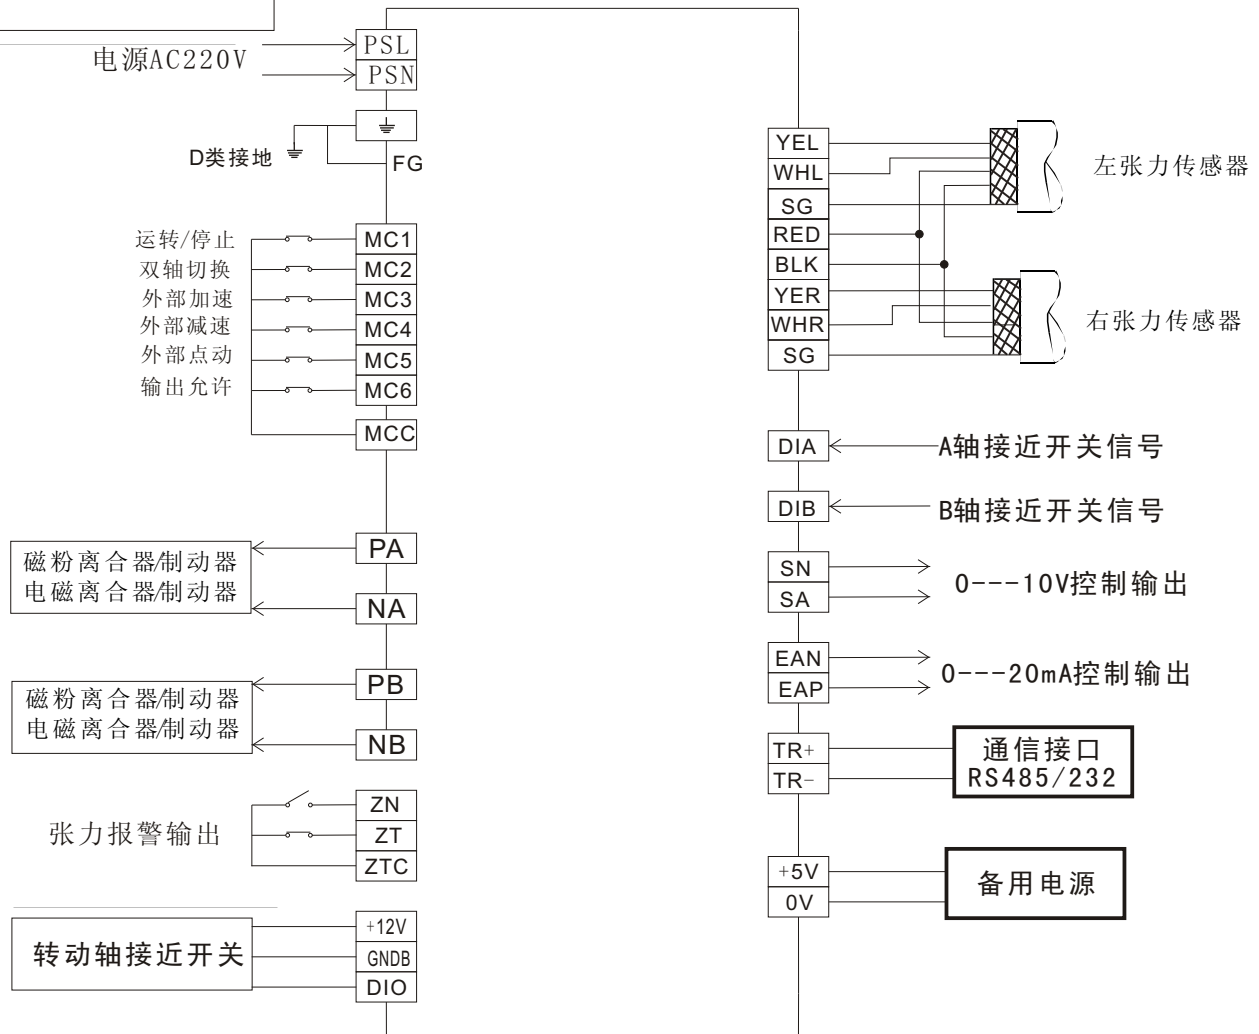 电源AC220V
PSL
PSN
D类接地
FG
运转/停止
MC1
双轴切换
MC2
外部加速
MC3
外部减速
MC4
外部点动
MC5
输出允许
MC6
MCC
磁粉离合器/制动器
电磁离合器/制动器
PA
NA
磁粉离合器/制动器
电磁离合器/制动器
PB
NB
张力报警输出
ZN
ZT
ZTC
转动轴接近开关
+12V
GNDB
DIO
YEL
WHL
SG
RED
BLK
YER
WHR
SG
左张力传感器
右张力传感器
DIA
A轴接近开关信号
DIB
B轴接近开关信号
SN
SA
0---10V控制输出
EAN
EAP
0---20mA控制输出
TR+
TR-
通信接口
RS485/232
+5V
0V
备用电源